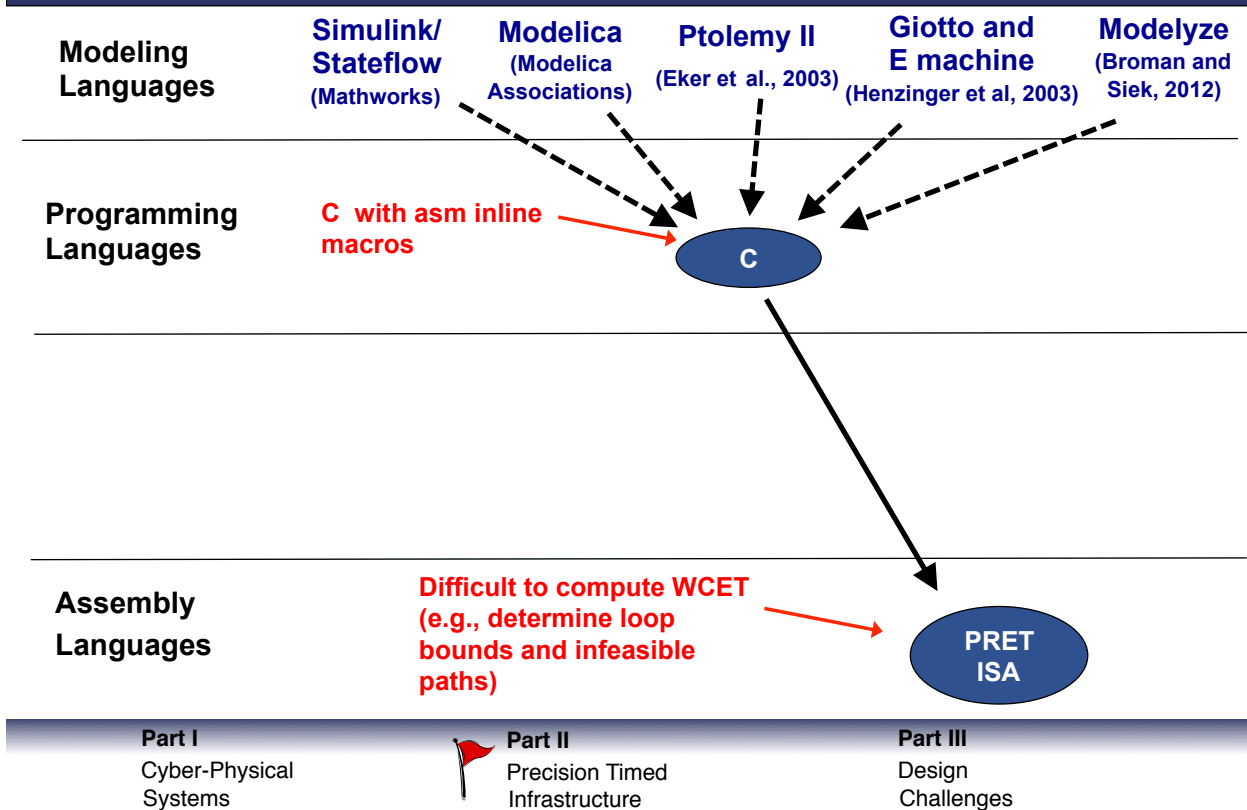 Modeling
Languages
Simulink/
Stateflow
(Mathworks)
Modelica
(Modelica
Associations)
Ptolemy II
(Eker et al., 2003)
Giotto and
E machine
(Henzinger et al, 2003)
Modelyze
(Broman and
Siek, 2012)
Programming
Languages
C with asm inline
macros
C
Assembly
Languages
Difficult to compute WCET
(e.g., determine loop
bounds and infeasible
paths)
PRET
ISA
Part I
Cyber-Physical
Systems
Part II
Precision Timed
Infrastructure
Part III
Design
Challenges